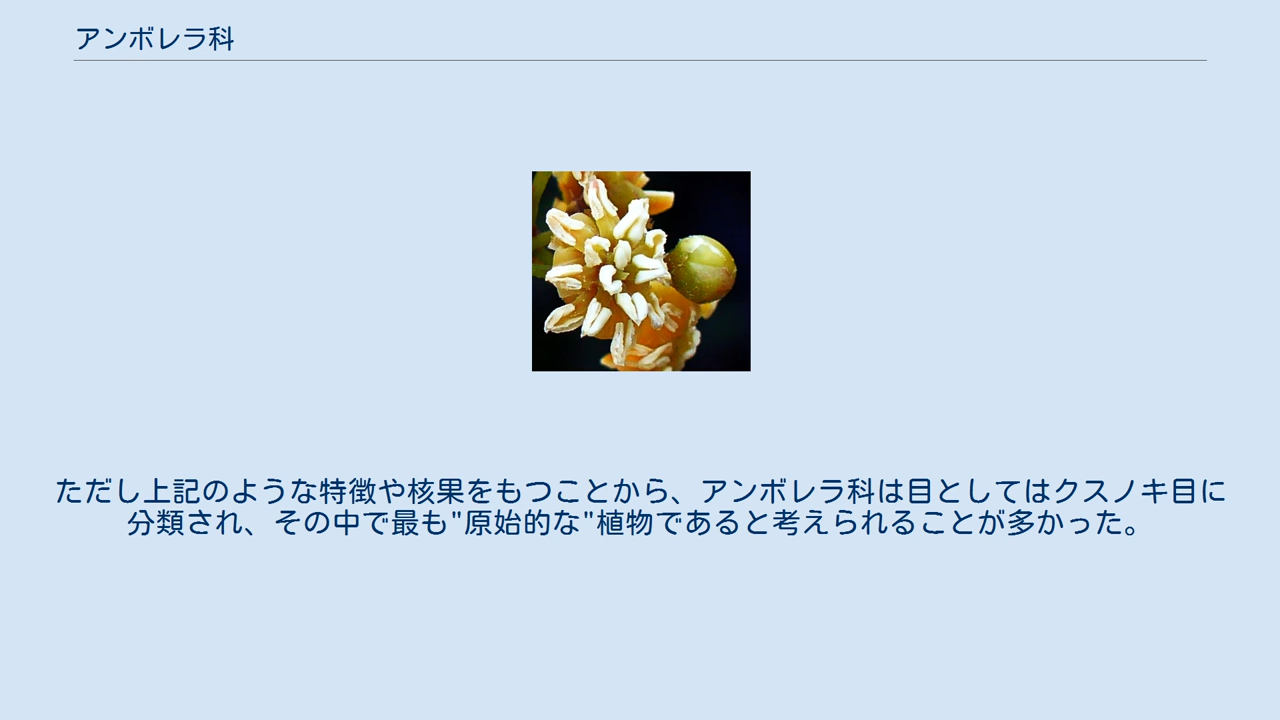 アンボレラ科
ただし上記のような特徴や核果をもつことから、アンボレラ科は目としてはクスノキ目に
分類され、その中で最も"原始的な"植物であると考えられることが多かった。